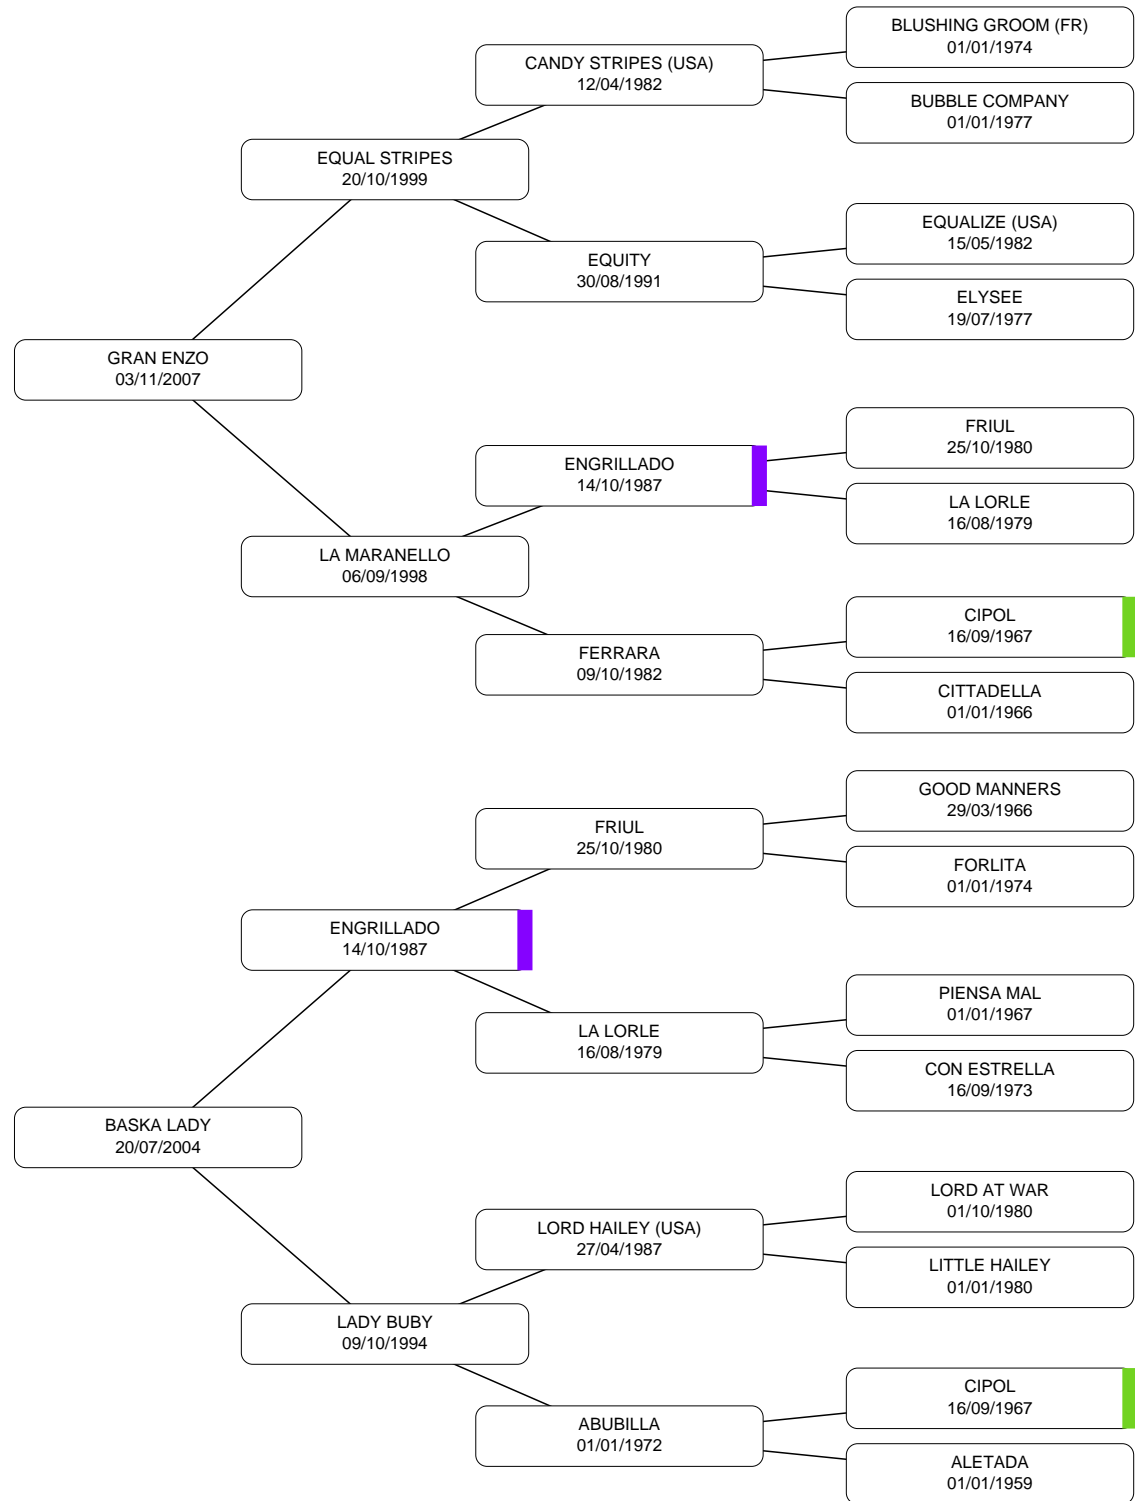 BLUSHING GROOM (FR)
01/01/1974
CANDY STRIPES (USA)
12/04/1982
BUBBLE COMPANY
01/01/1977
EQUAL STRIPES
20/10/1999
EQUALIZE (USA)
15/05/1982
EQUITY
30/08/1991
ELYSEE
19/07/1977
GRAN ENZO
03/11/2007
FRIUL
25/10/1980
ENGRILLADO
14/10/1987
LA LORLE
16/08/1979
LA MARANELLO
06/09/1998
CIPOL
16/09/1967
FERRARA
09/10/1982
CITTADELLA
01/01/1966
GOOD MANNERS
29/03/1966
FRIUL
25/10/1980
FORLITA
01/01/1974
ENGRILLADO
14/10/1987
PIENSA MAL
01/01/1967
LA LORLE
16/08/1979
CON ESTRELLA
16/09/1973
BASKA LADY
20/07/2004
LORD AT WAR
01/10/1980
LORD HAILEY (USA)
27/04/1987
LITTLE HAILEY
01/01/1980
LADY BUBY
09/10/1994
CIPOL
16/09/1967
ABUBILLA
01/01/1972
ALETADA
01/01/1959